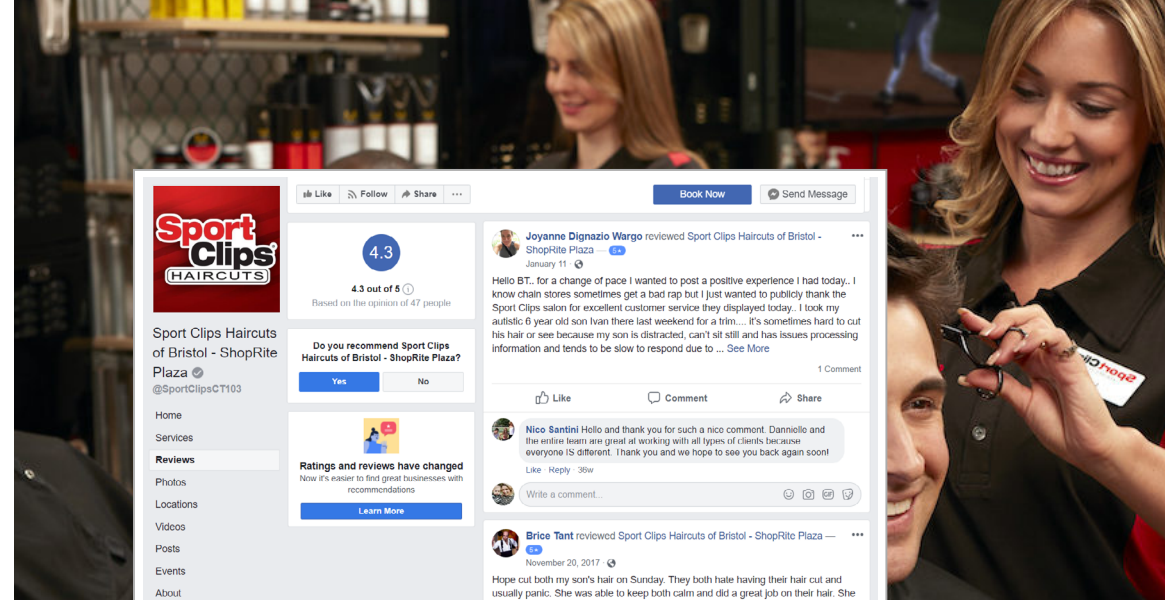 Sport
Clips
HAIRCUTS
Sport Clips Haircuts
of Bristol - ShopRite
Plaza
@SportClipsCT103
Home
Services
Reviews
Photos
Locations
Videos
Posts
Events
About
Like Follow Share ...
Book Now Send Message
4.3
4.3 out of 5
Based on the opinion of 47 people
Do you recommend Sport Clips
Haircuts of Bristol - ShopRite Plaza?
Yes No
Ratings and reviews have changed
Now it's easier to find great businesses with
recommendations
Learn More
Joyanne Dignazio Wargo reviewed Sport Clips Haircuts of Bristol -
ShopRite Plaza — 5★
January 11 ·
Hello BT.. for a change of pace I wanted to post a positive experience I had today.. I
know chain stores sometimes get a bad rap but I just wanted to publicly thank the
Sport Clips salon for excellent customer service they displayed today.. I took my
autistic 6 year old son Ivan there last weekend for a trim.... it's sometimes hard to cut
his hair or see because my son is distracted, can't sit still and has issues processing
information and tends to be slow to respond due to ... See More
1 Comment
Like Comment Share
Nico Santini Hello and thank you for such a nice comment. Dannielle and
the entire team are great at working with all types of clients because
everyone IS different. Thank you and we hope to see you back again soon!
Like · Reply · 36w
Write a comment...
GIF
Brice Tant reviewed Sport Clips Haircuts of Bristol - ShopRite Plaza —
5★
November 20, 2017 ·
Hope cut both my son's hair on Sunday. They both hate having their hair cut and
usually panic. She was able to keep both calm and did a great job on their hair. She
SportClips